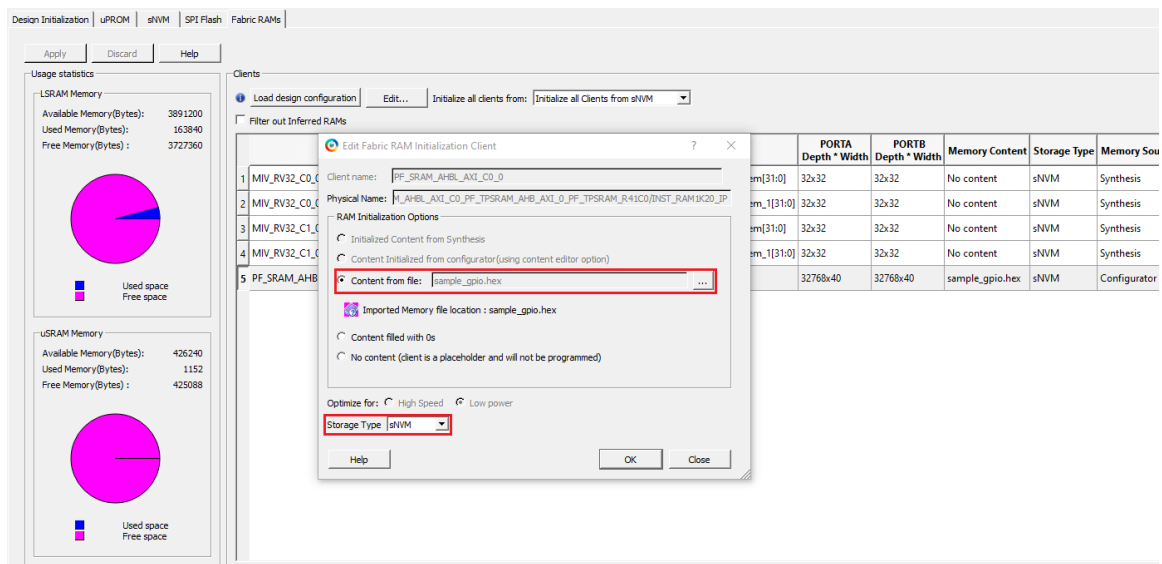 Design Initialization uPROM sNVM SPI Flash Fabric RAMs
Apply Discard Help
Usage statistics
LSRAM Memory
Available Memory(Bytes): 3891200
Used Memory(Bytes): 163840
Free Memory(Bytes) : 3727360
Used space
Free space
uSRAM Memory
Available Memory(Bytes): 426240
Used Memory(Bytes): 1152
Free Memory(Bytes) : 425088
Used space
Free space
Clients
Load design configuration Edit... Initialize all clients from: Initialize all Clients from sNVM
Filter out Inferred RAMs
PORTA Depth * Width PORTB Depth * Width Memory Content Storage Type Memory Sou
1 MIV_RV32_C0_0 em[31:0] 32x32 32x32 No content sNVM Synthesis
2 MIV_RV32_C0_0 em_1[31:0] 32x32 32x32 No content sNVM Synthesis
3 MIV_RV32_C1_0 em[31:0] 32x32 32x32 No content sNVM Synthesis
4 MIV_RV32_C1_0 em_1[31:0] 32x32 32x32 No content sNVM Synthesis
5 PF_SRAM_AHB 32768x40 32768x40 sample_gpio.hex sNVM Configurator
Edit Fabric RAM Initialization Client ?
Client name: PF_SRAM_AHBL_AXI_C0_0
Physical Name: M_AHBL_AXI_C0_PF_TPSRAM_AHB_AXI_0_PF_TPSRAM_R41C0/INST_RAM1K20_IP
RAM Initialization Options
Initialized Content from Synthesis
Content Initialized from configurator(using content editor option)
Content from file: sample_gpio.hex ...
Imported Memory file location : sample_gpio.hex
Content filled with 0s
No content (client is a placeholder and will not be programmed)
Optimize for: High Speed Low power
Storage Type sNVM
Help OK Close